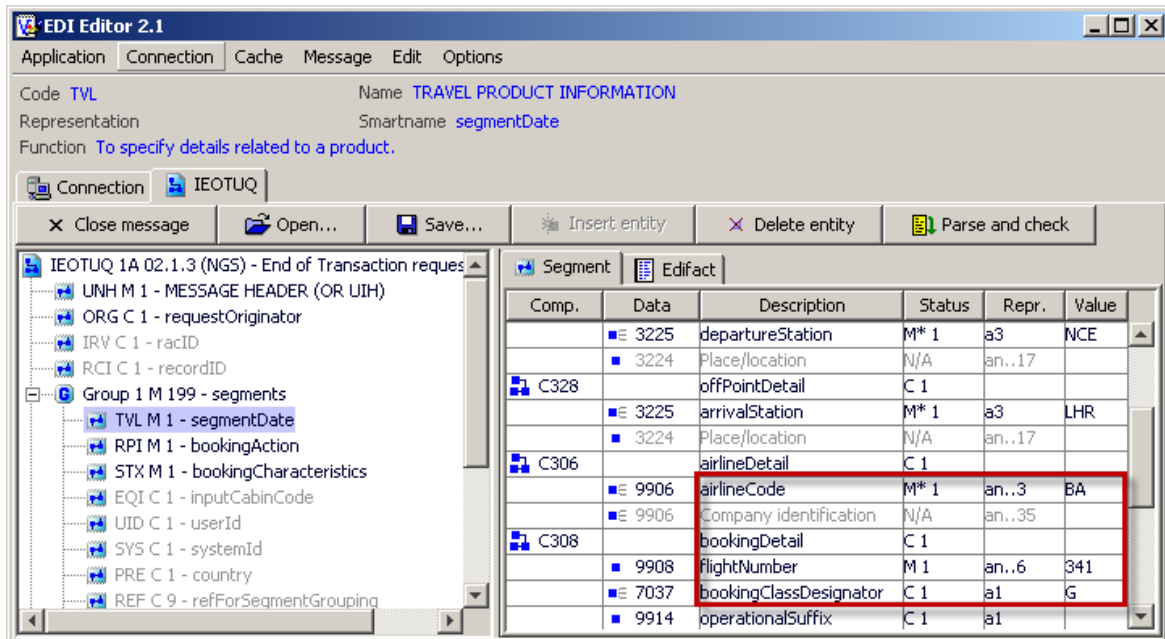 EDI Editor 2.1
Application Connection Cache Message Edit Options
Code TVL Name TRAVEL PRODUCT INFORMATION
Representation Smartname segmentDate
Function To specify details related to a product.
Connection IEOTUQ
Close message Open... Save... Insert entity Delete entity Parse and check
IEOTUQ 1A 02.1.3 (NGS) - End of Transaction reques
UNH M 1 - MESSAGE HEADER (OR UIH)
ORG C 1 - requestOriginator
IRV C 1 - racID
RCI C 1 - recordID
G Group 1 M 199 - segments
TVL M 1 - segmentDate
RPI M 1 - bookingAction
STX M 1 - bookingCharacteristics
EQI C 1 - inputCabinCode
UID C 1 - userId
SYS C 1 - systemId
PRE C 1 - country
REF C 9 - refForSegmentGrouping
Segment Edifact
Comp. Data Description Status Repr. Value
3225 departureStation M* 1 a3 NCE
3224 Place/location N/A an..17
C328 offPointDetail C 1
3225 arrivalStation M* 1 a3 LHR
3224 Place/location N/A an..17
C306 airlineDetail C 1
9906 airlineCode M* 1 an..3 BA
9906 Company identification N/A an..35
C308 bookingDetail C 1
9908 flightNumber M 1 an..6 341
7037 bookingClassDesignator C 1 a1 G
9914 operationalSuffix C 1 a1